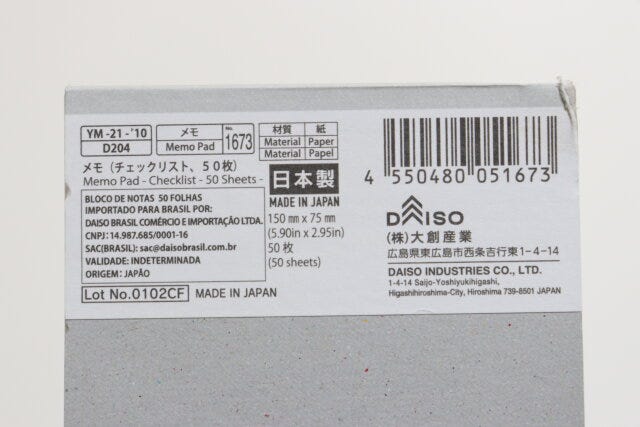 YM -21 -'10
D204
メモ
Memo Pad
No.
1673
材質 紙
Material Paper
Material Papel
メモ（チェックリスト、５０枚）
Memo Pad - Checklist - 50 Sheets -
BLOCO DE NOTAS 50 FOLHAS
IMPORTADO PARA BRASIL POR:
DAISO BRASIL COMÉRCIO E IMPORTAÇÃO LTDA.
CNPJ: 14.987.685/0001-16
SAC(BRASIL): sac@daisobrasil.com.br
VALIDADE: INDETERMINADA
ORIGEM: JAPÃO
Lot No.0102CF MADE IN JAPAN
日本製
MADE IN JAPAN
150 mm × 75 mm
(5.90in x 2.95in)
50 枚
(50 sheets)
4 550480 051673
DAISO
(株)大創産業
広島県東広島市西条吉行東1-4-14
DAISO INDUSTRIES CO., LTD.
1-4-14 Saijo-Yoshiyukihigashi,
Higashihiroshima-City, Hiroshima 739-8501 JAPAN